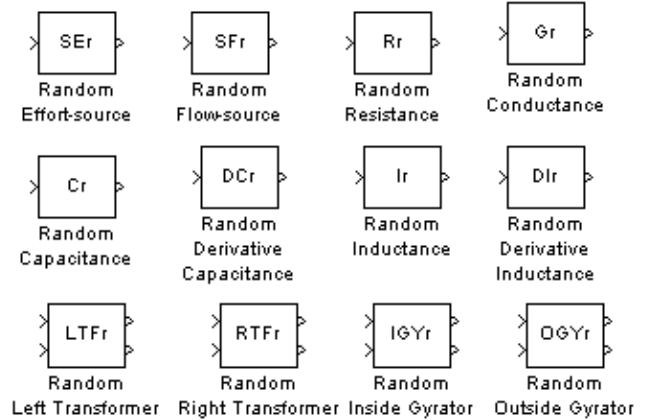 SEr SFr Rr Gr
Random Random Random Random
Effort-source Flow-source Resistance Conductance
Cr DCr Ir DIr
Random Random Random Random
Capacitance Derivative Inductance Derivative
Capacitance Inductance
LTFr RTFr IGYr OGYr
Random Random Random Random
Left Transformer Right Transformer Inside Gyrator Outside Gyrator